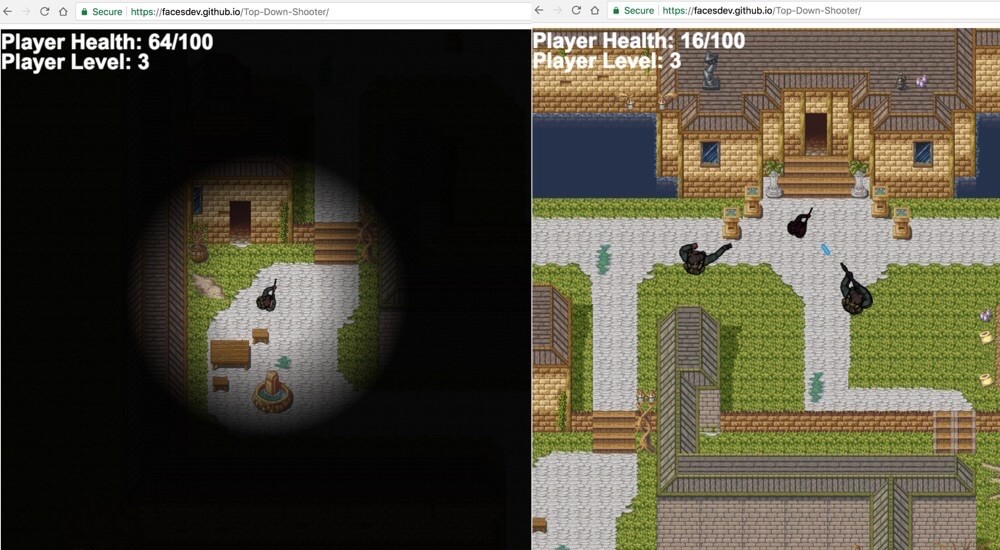 Secure https://facesdev.github.io/Top-Down-Shooter/
Player Health: 64/100
Player Level: 3
Secure https://facesdev.github.io/Top-Down-Shooter/
Player Health: 16/100
Player Level: 3